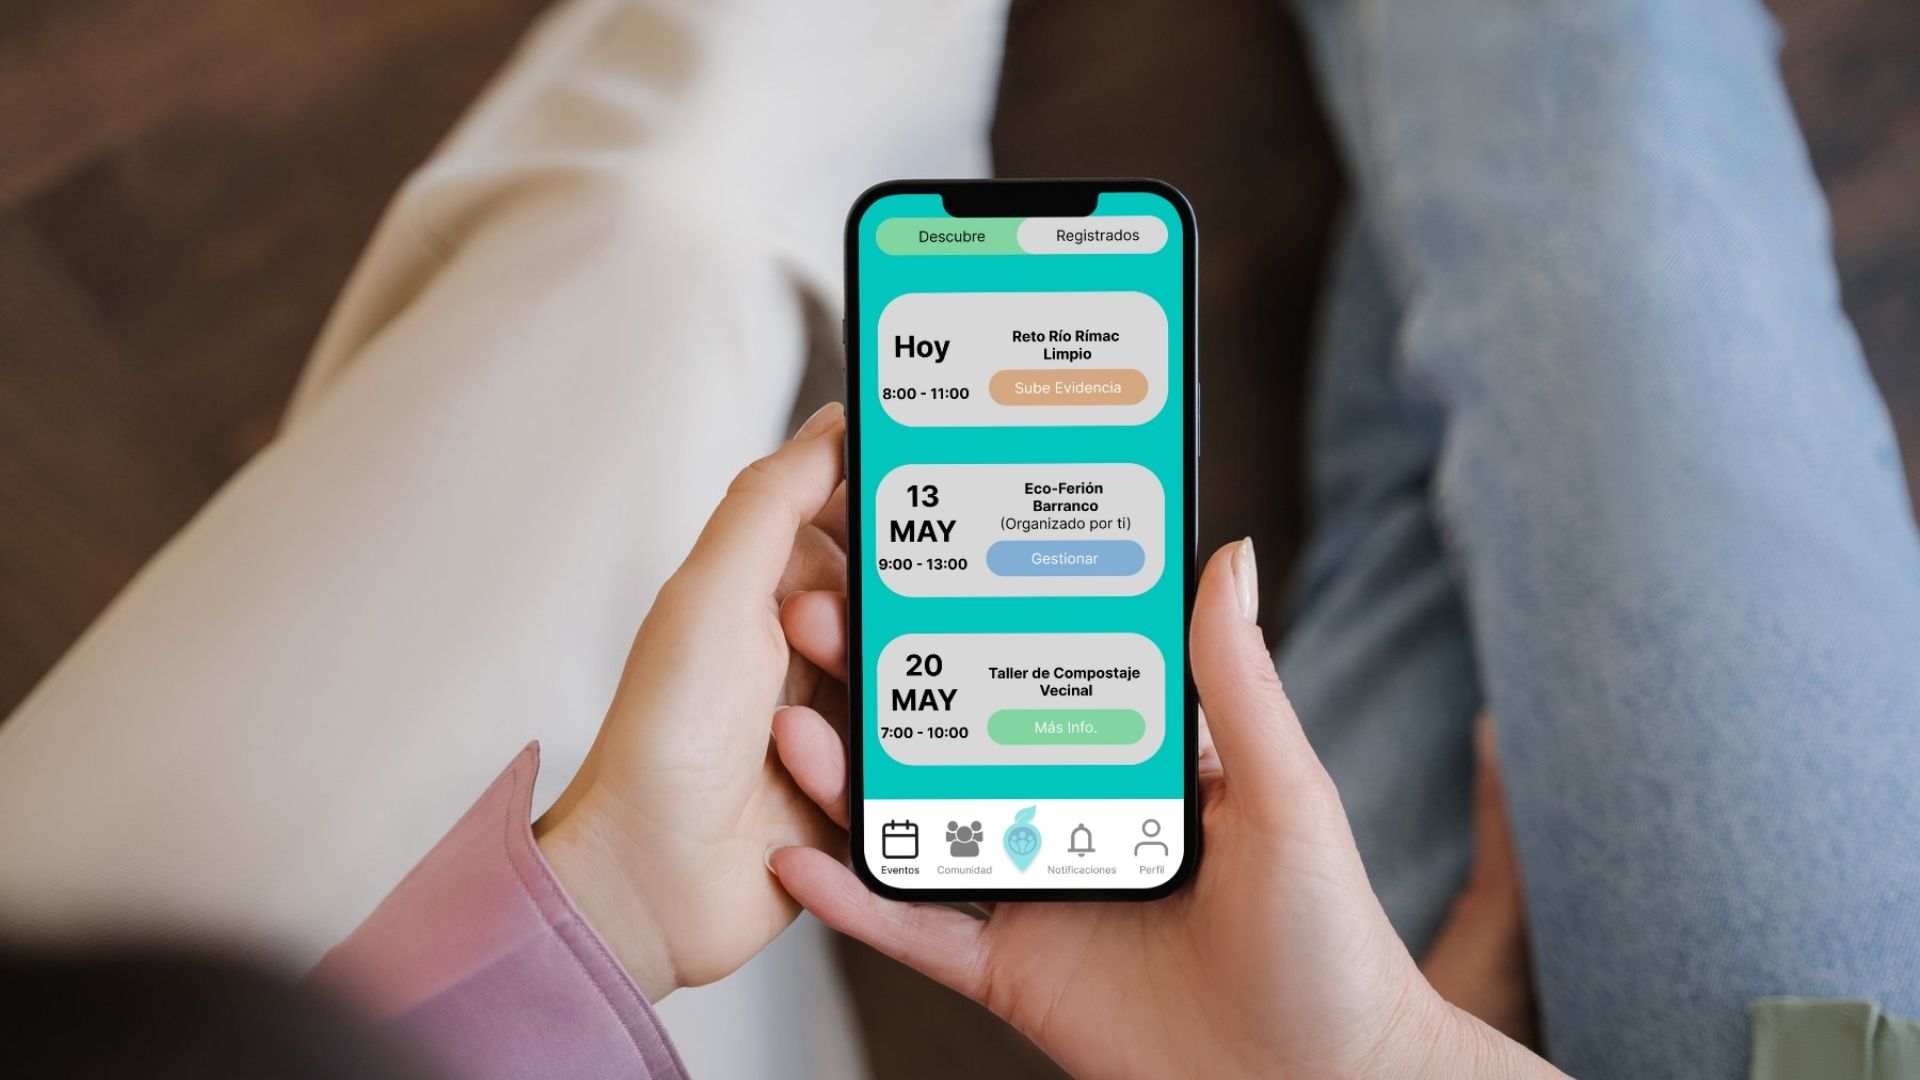 Descubre
Registrados
Hoy
8:00 - 11:00
Reto Río Rímac
Limpio
Sube Evidencia
13
MAY
9:00 - 13:00
Eco-Ferión
Barranco
(Organizado por ti)
Gestionar
20
MAY
7:00 - 10:00
Taller de Compostaje
Vecinal
Más Info.
Eventos
Comunidad
Notificaciones
Perfil